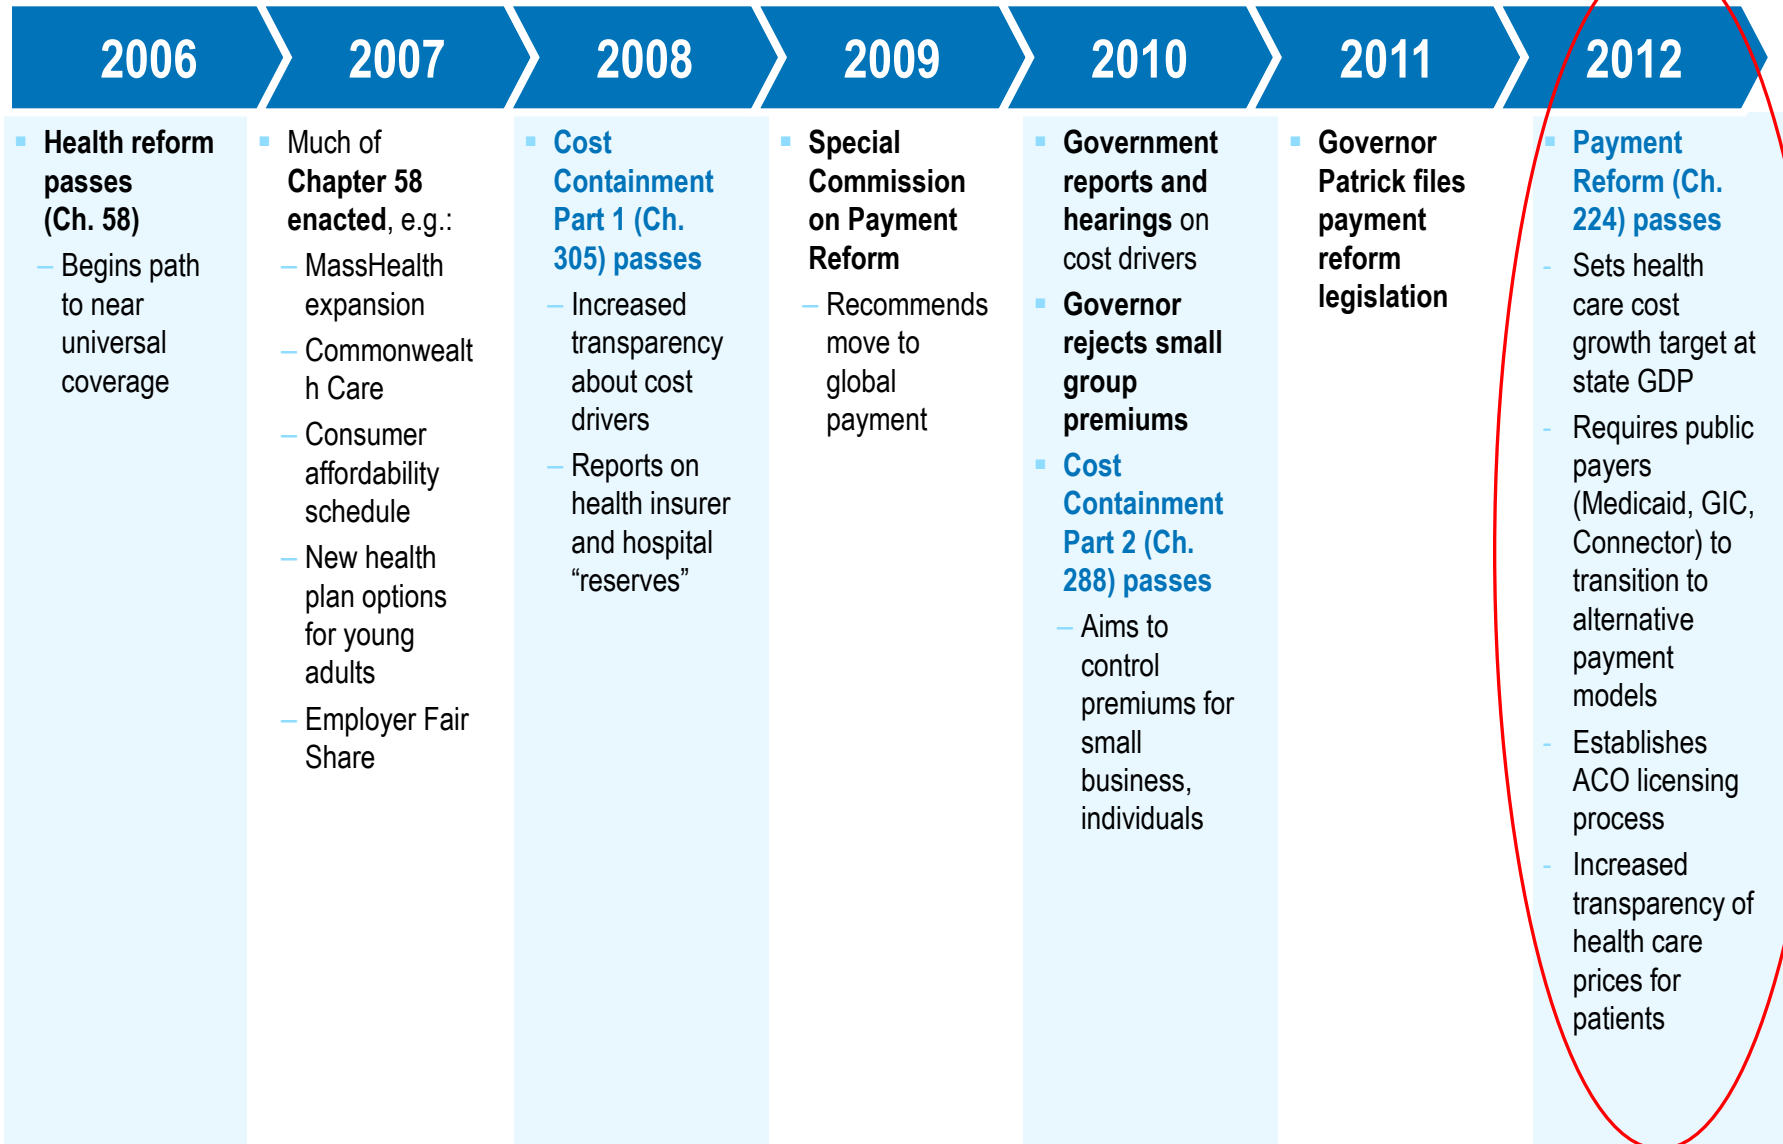 2006
2007
2008
2009
2010
2011
2012
▪ Health reform
passes
(Ch. 58)
– Begins path
to near
universal
coverage
▪ Much of
Chapter 58
enacted, e.g.:
– MassHealth
expansion
– Commonwealt
h Care
– Consumer
affordability
schedule
– New health
plan options
for young
adults
– Employer Fair
Share
▪ Cost
Containment
Part 1 (Ch.
305) passes
– Increased
transparency
about cost
drivers
– Reports on
health insurer
and hospital
“reserves”
▪ Special
Commission
on Payment
Reform
– Recommends
move to
global
payment
▪ Government
reports and
hearings on
cost drivers
▪ Governor
rejects small
group
premiums
▪ Cost
Containment
Part 2 (Ch.
288) passes
– Aims to
control
premiums for
small
business,
individuals
▪ Governor
Patrick files
payment
reform
legislation
▪ Payment
Reform (Ch.
224) passes
- Sets health
care cost
growth target at
state GDP
- Requires public
payers
(Medicaid, GIC,
Connector) to
transition to
alternative
payment
models
- Establishes
ACO licensing
process
- Increased
transparency of
health care
prices for
patients